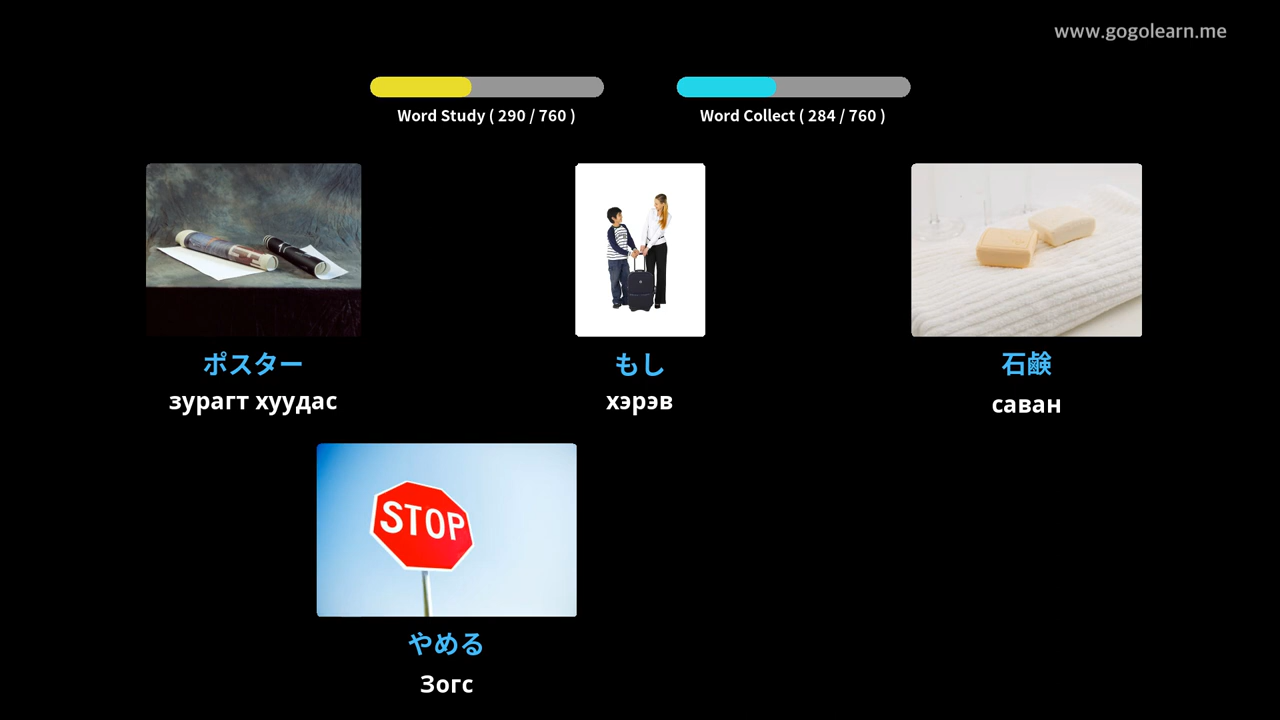 www.gogolearn.me
Word Study ( 290 / 760 )
Word Collect ( 284 / 760 )
ポスター
зурагт хуудас
もし
хэрэв
石鹸
саван
STOP
やめる
Зогс